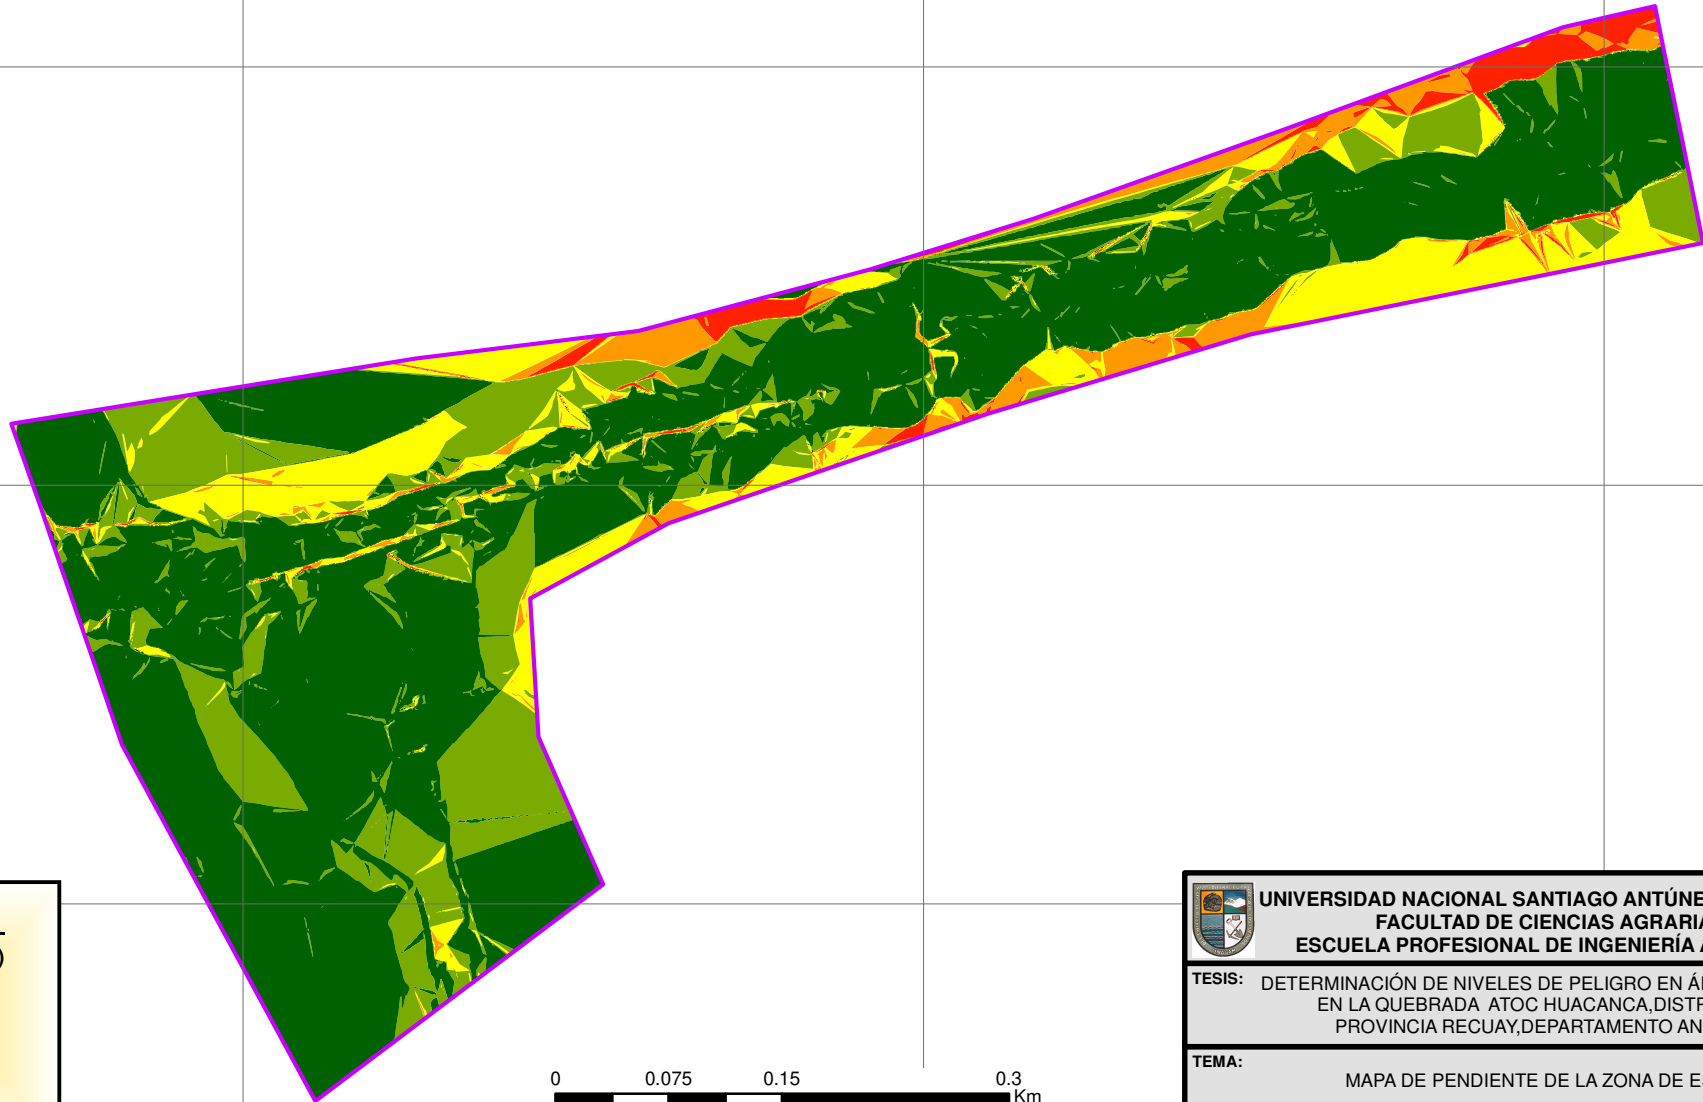 )
UNIVERSIDAD NACIONAL SANTIAGO ANTÚNE
FACULTAD DE CIENCIAS AGRARIA
ESCUELA PROFESIONAL DE INGENIERÍA A
TESIS: DETERMINACIÓN DE NIVELES DE PELIGRO EN Á
EN LA QUEBRADA ATOC HUACANCA,DISTR
PROVINCIA RECUAY,DEPARTAMENTO AN
TEMA:
MAPA DE PENDIENTE DE LA ZONA DE E
0 0.075 0.15 0.3
Km